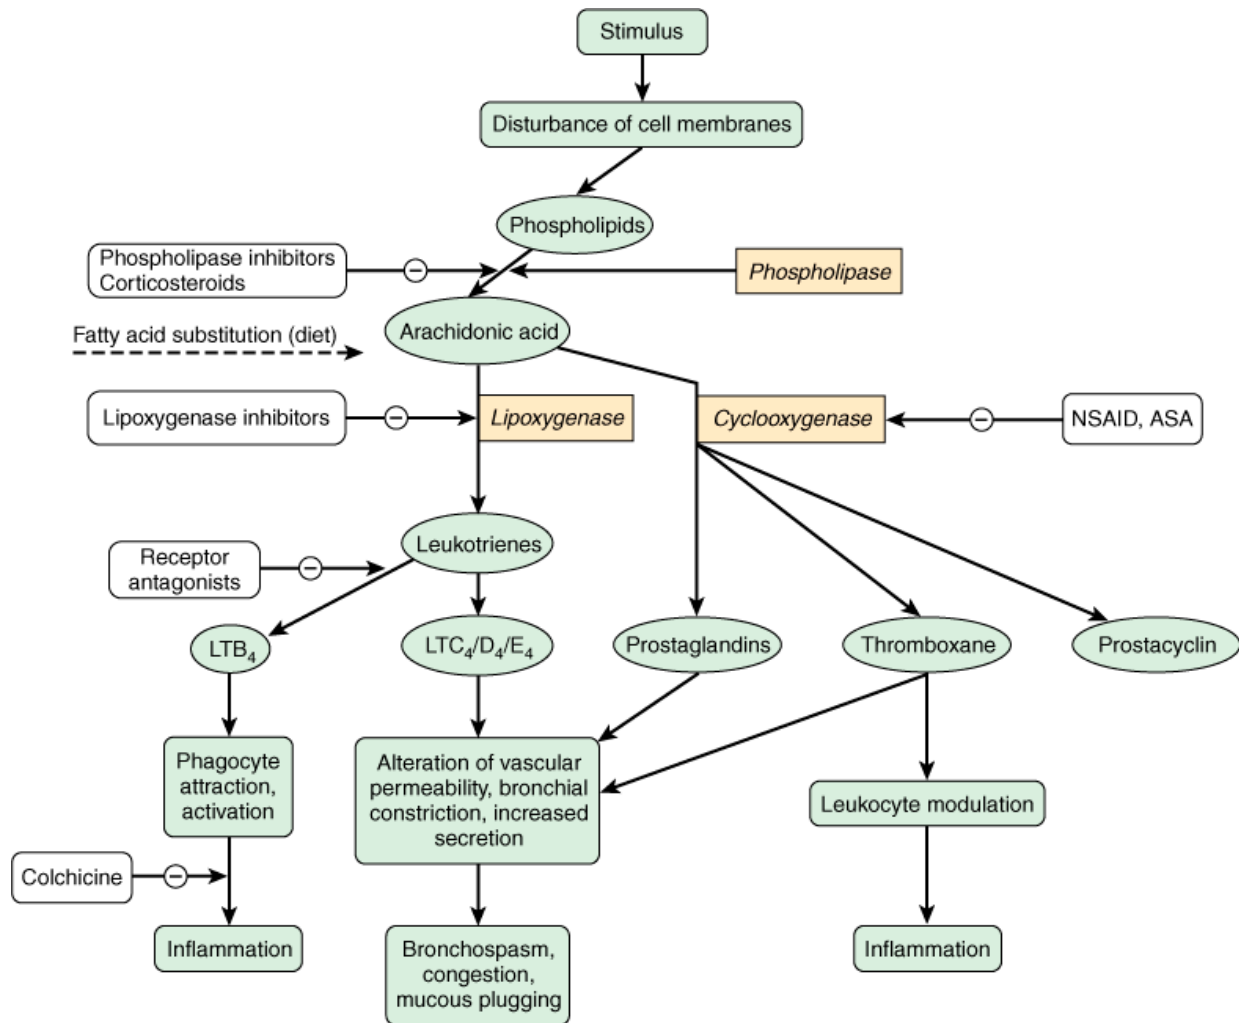 Stimulus
Disturbance of cell membranes
Phospholipids
Phospholipase inhibitors
Corticosteroids
−
Phospholipase
Arachidonic acid
Fatty acid substitution (diet)
Lipoxygenase inhibitors
−
Lipoxygenase
Cyclooxygenase
−
NSAID, ASA
Leukotrienes
Receptor
antagonists
−
LTB₄
LTC₄/D₄/E₄
Prostaglandins
Thromboxane
Prostacyclin
Phagocyte
attraction,
activation
Alteration of vascular
permeability, bronchial
constriction, increased
secretion
Leukocyte modulation
Colchicine
−
Inflammation
Bronchospasm,
congestion,
mucous plugging
Inflammation